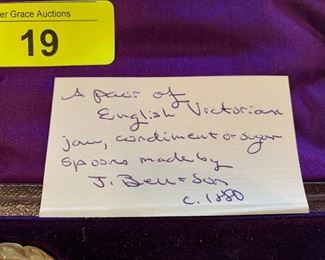 er Grace Auctions
19
A pair of
English Victorian
jam, condiment or sugar
spoons made by
J. Bell & Son
c. 1880